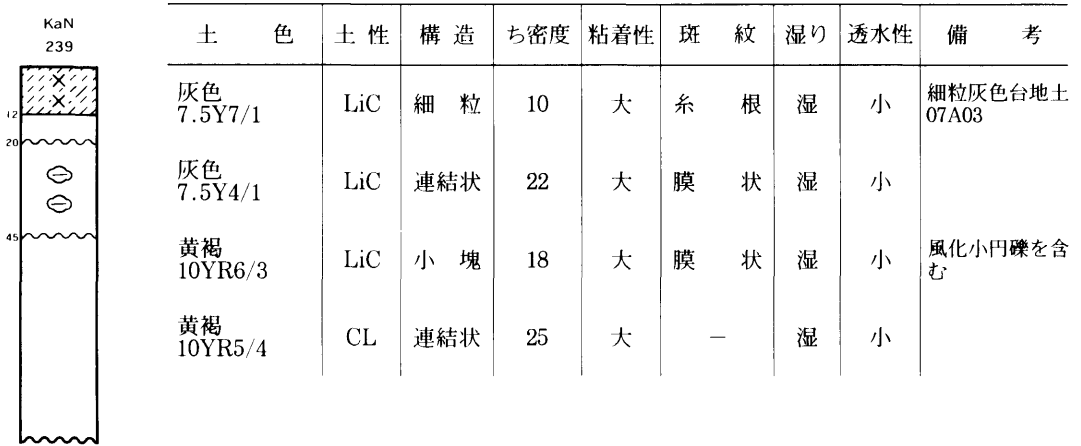 KaN
239
12
20
45
土 色 土 性 構 造 ち密度 粘着性 斑 紋 湿り 透水性 備 考
灰色 LiC 細 粒 10 大 糸 根 湿 小 細粒灰色台地土
7.5Y7/1 07A03
灰色 LiC 連結状 22 大 膜 状 湿 小
7.5Y4/1
黄褐 LiC 小 塊 18 大 膜 状 湿 小 風化小円礫を含
10YR6/3 む
黄褐 CL 連結状 25 大 － 湿 小
10YR5/4